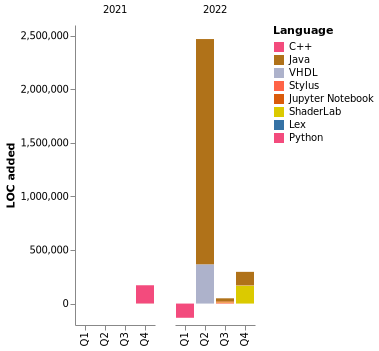 2021 2022
Language
C++
Java
VHDL
Stylus
Jupyter Notebook
ShaderLab
Lex
Python
LOC added
2,500,000
2,000,000
1,500,000
1,000,000
500,000
0
Q1 Q2 Q3 Q4 Q1 Q2 Q3 Q4